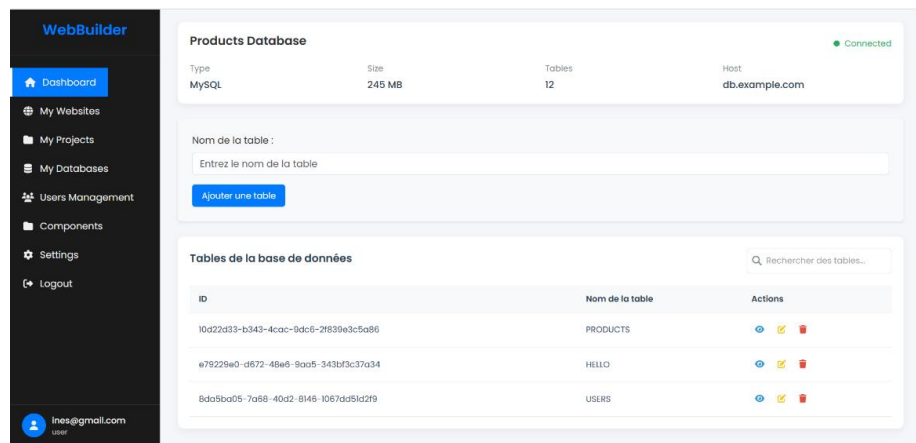 WebBuilder
Dashboard
My Websites
My Projects
My Databases
Users Management
Components
Settings
Logout
ines@gmail.com
user
Products Database
Connected
Type Size Tables Host
MySQL 245 MB 12 db.example.com
Nom de la table :
Entrez le nom de la table
Ajouter une table
Tables de la base de données
Rechercher des tables...
ID Nom de la table Actions
10d22d33-b343-4cac-9dc6-2f839e3c5a86 PRODUCTS
e79229e0-d672-48e6-9aa5-343bf3c37a34 HELLO
8da5ba05-7a68-40d2-8146-1067dd51d2f9 USERS